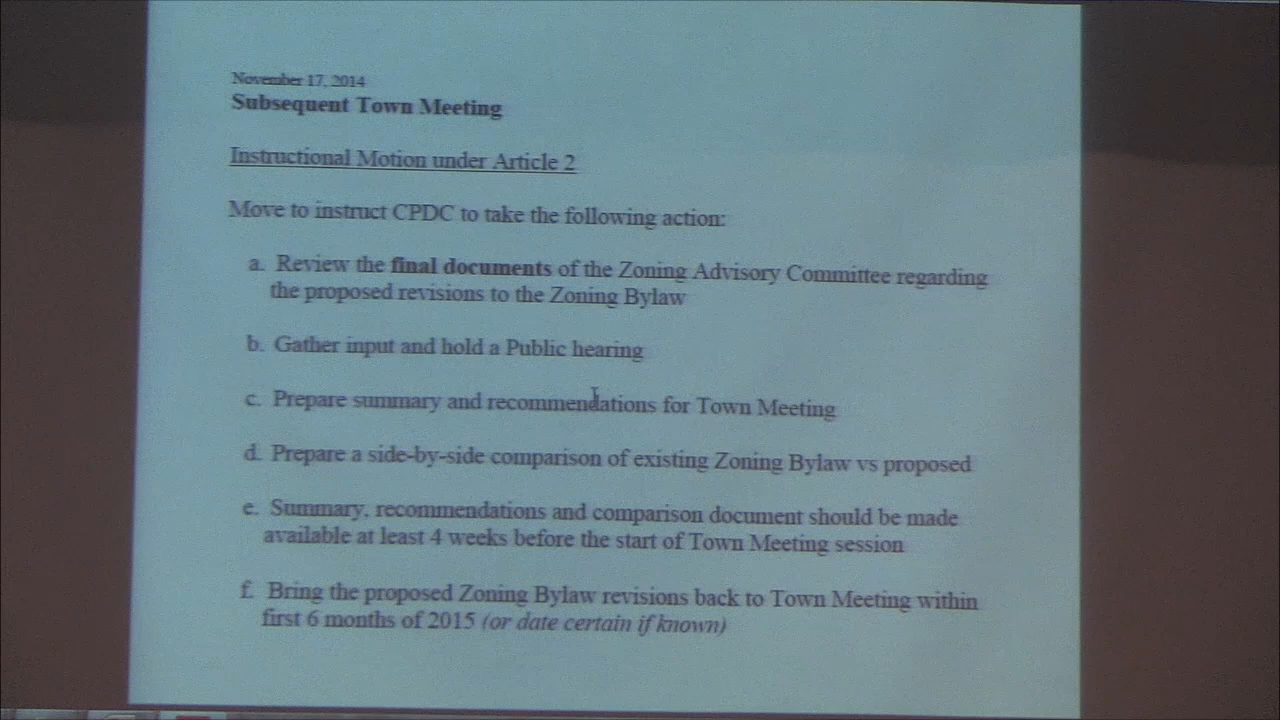 November 17, 2014
Subsequent Town Meeting
Instructional Motion under Article 2
Move to instruct CPDC to take the following action:
a. Review the final documents of the Zoning Advisory Committee regarding
the proposed revisions to the Zoning Bylaw
b. Gather input and hold a Public hearing
c. Prepare summary and recommendations for Town Meeting
d. Prepare a side-by-side comparison of existing Zoning Bylaw vs proposed
e. Summary, recommendations and comparison document should be made
available at least 4 weeks before the start of Town Meeting session
f. Bring the proposed Zoning Bylaw revisions back to Town Meeting within
first 6 months of 2015 (or date certain if known)